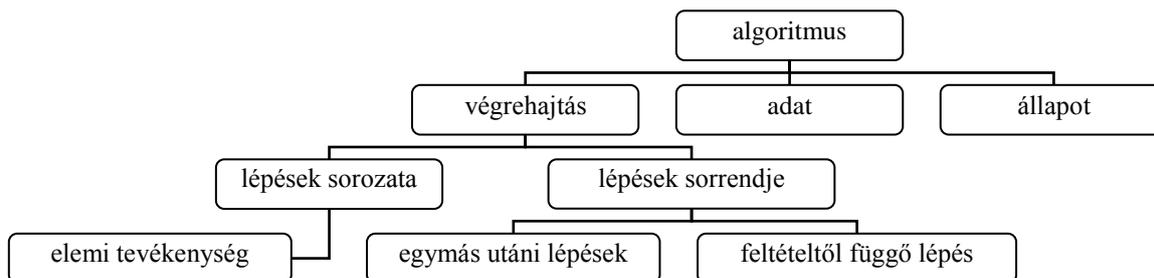 algoritmus
végrehajtás
adat
állapot
lépések sorozata
lépések sorrendje
elemi tevékenység
egymás utáni lépések
feltételtől függő lépés